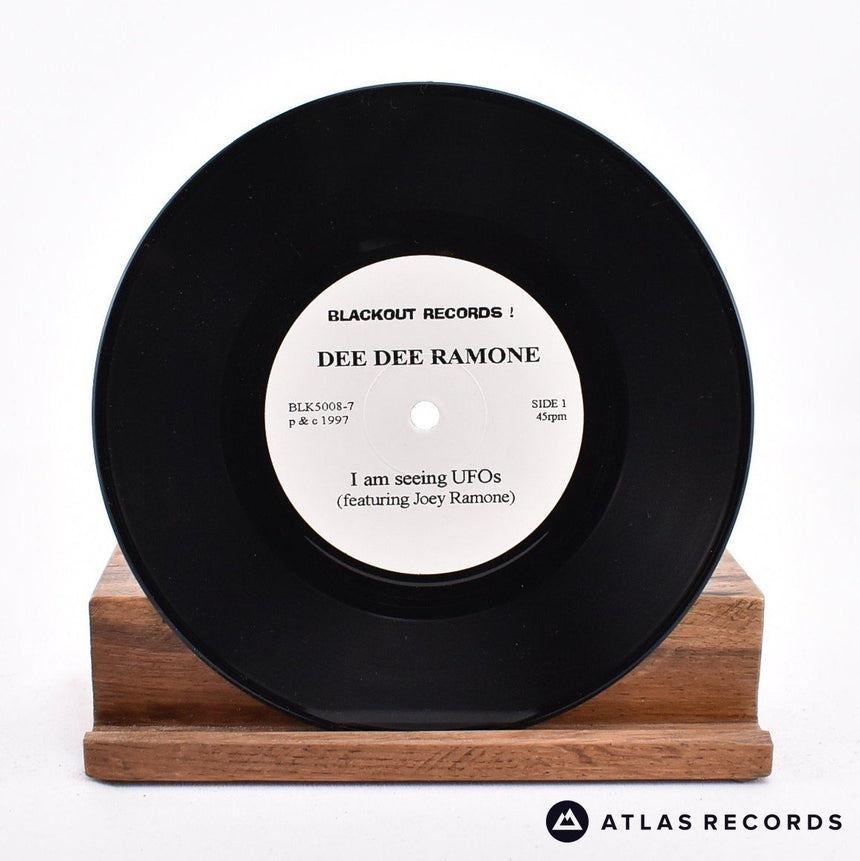 BLACKOUT RECORDS !
DEE DEE RAMONE
BLK5008-7
p & c 1997
SIDE 1
45rpm
I am seeing UFOs
(featuring Joey Ramone)
ATLAS RECORDS